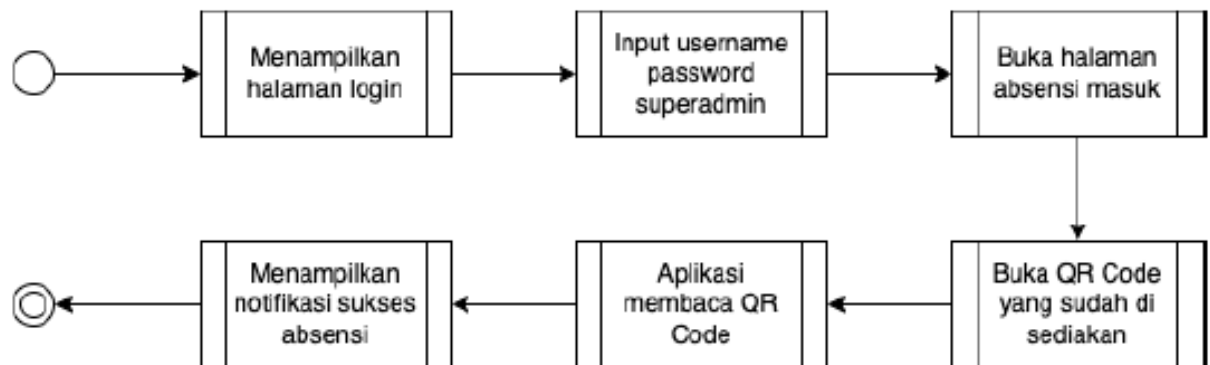 Menampilkan
halaman login
Input username
password
superadmin
Buka halaman
absensi masuk
Buka QR Code
yang sudah di
sediakan
Aplikasi
membaca QR
Code
Menampilkan
notifikasi sukses
absensi